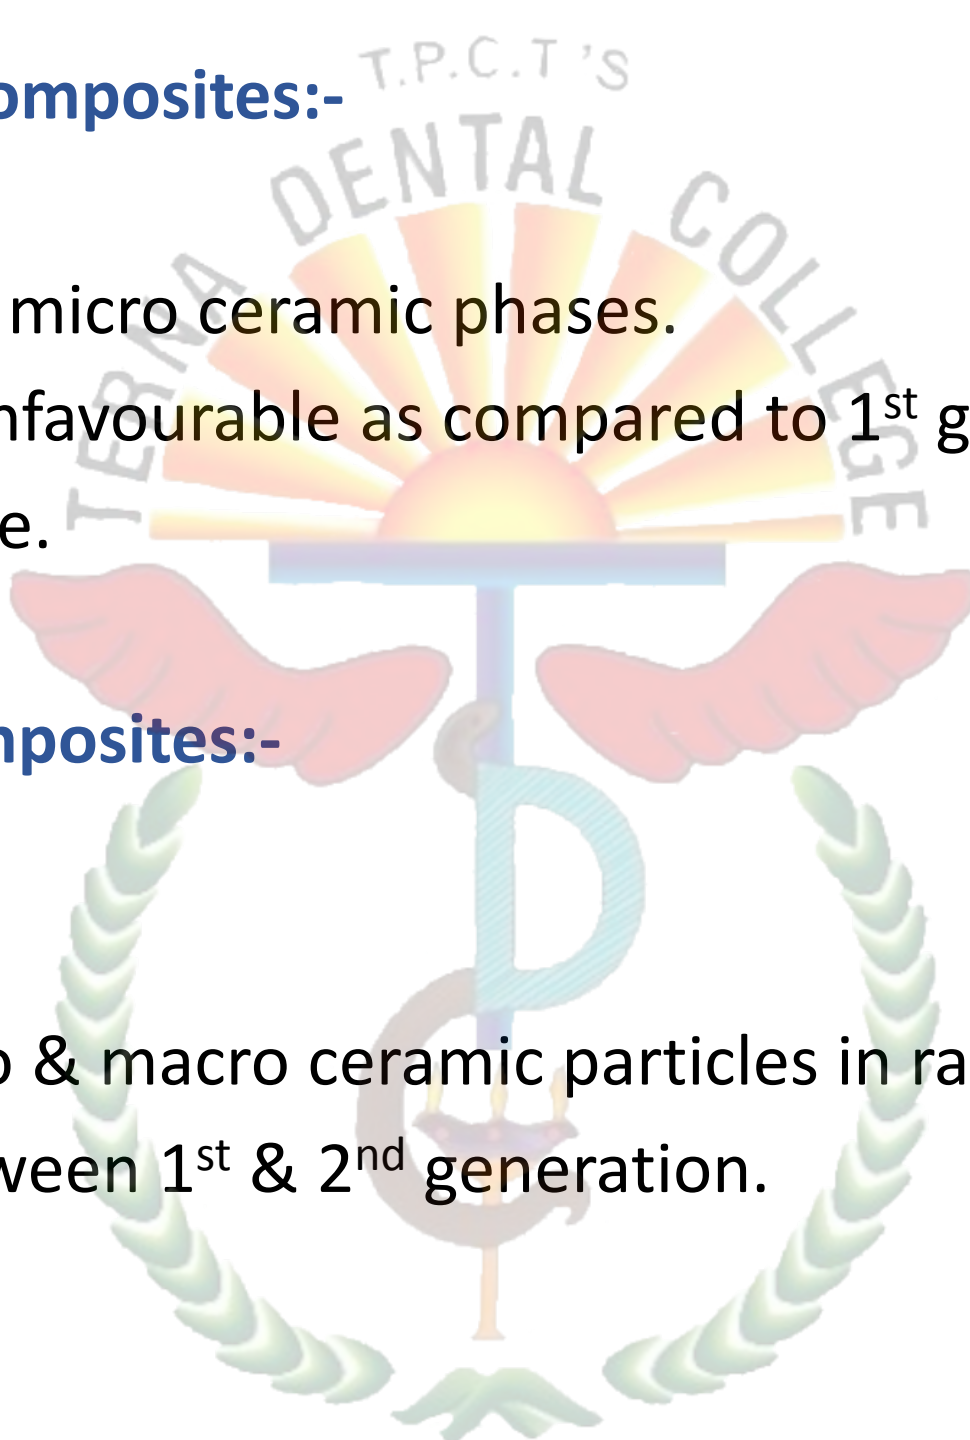 T.P.C.T'S
TERNA DENTAL COLLEGE
omposites:-
micro ceramic phases.
nfavourable as compared to 1st g
e.
mposites:-
o & macro ceramic particles in ra
ween 1st & 2nd generation.
D